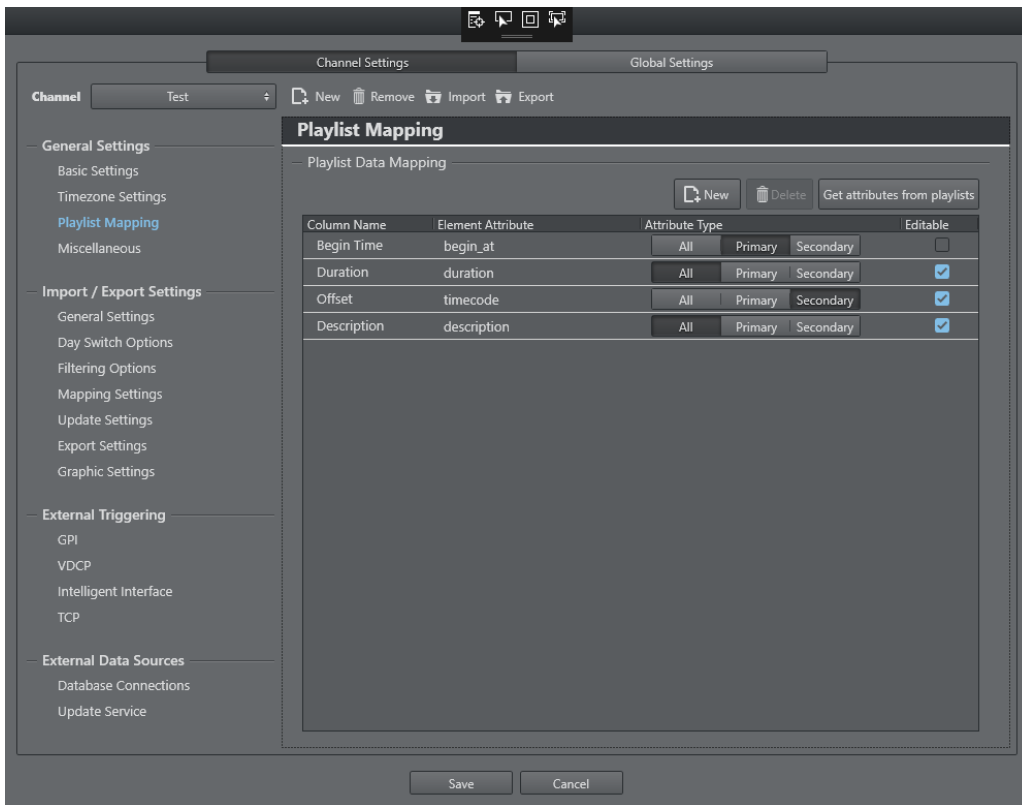 Channel Settings Global Settings
Channel Test New Remove Import Export
General Settings
Basic Settings
Timezone Settings
Playlist Mapping
Miscellaneous
Import / Export Settings
General Settings
Day Switch Options
Filtering Options
Mapping Settings
Update Settings
Export Settings
Graphic Settings
External Triggering
GPI
VDCP
Intelligent Interface
TCP
External Data Sources
Database Connections
Update Service
Playlist Mapping
Playlist Data Mapping
New Delete Get attributes from playlists
Column Name Element Attribute Attribute Type Editable
Begin Time begin_at All Primary Secondary
Duration duration All Primary Secondary
Offset timecode All Primary Secondary
Description description All Primary Secondary
Save Cancel